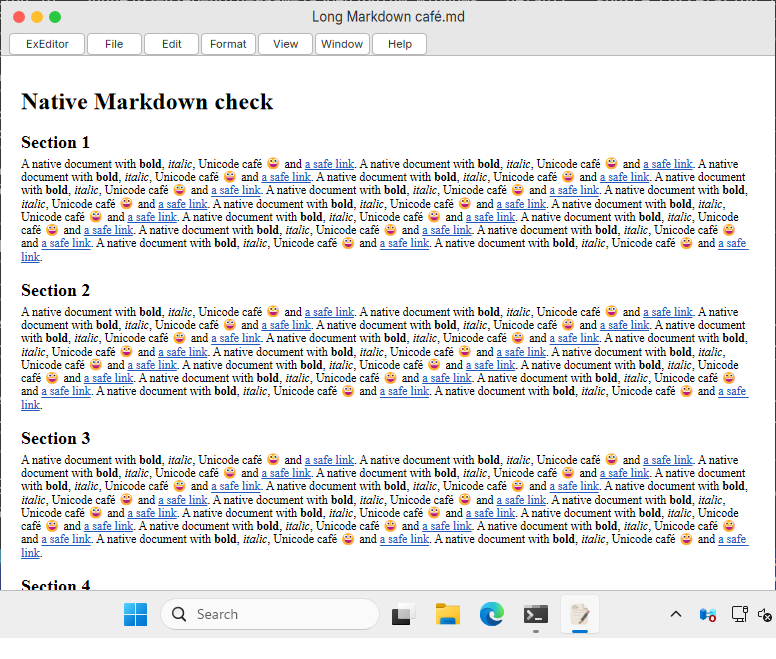 Long Markdown café.md
ExEditor File Edit Format View Window Help
Native Markdown check
Section 1
A native document with bold, italic, Unicode café 😀 and a safe link. A native document with bold, italic, Unicode café 😀 and a safe link. A native
document with bold, italic, Unicode café 😀 and a safe link. A native document with bold, italic, Unicode café 😀 and a safe link. A native document
with bold, italic, Unicode café 😀 and a safe link. A native document with bold, italic, Unicode café 😀 and a safe link. A native document with bold,
italic, Unicode café 😀 and a safe link. A native document with bold, italic, Unicode café 😀 and a safe link. A native document with bold, italic,
Unicode café 😀 and a safe link. A native document with bold, italic, Unicode café 😀 and a safe link. A native document with bold, italic, Unicode
café 😀 and a safe link. A native document with bold, italic, Unicode café 😀 and a safe link. A native document with bold, italic, Unicode café 😀
and a safe link. A native document with bold, italic, Unicode café 😀 and a safe link. A native document with bold, italic, Unicode café 😀 and a safe
link.
Section 2
A native document with bold, italic, Unicode café 😀 and a safe link. A native document with bold, italic, Unicode café 😀 and a safe link. A native
document with bold, italic, Unicode café 😀 and a safe link. A native document with bold, italic, Unicode café 😀 and a safe link. A native document
with bold, italic, Unicode café 😀 and a safe link. A native document with bold, italic, Unicode café 😀 and a safe link. A native document with bold,
italic, Unicode café 😀 and a safe link. A native document with bold, italic, Unicode café 😀 and a safe link. A native document with bold, italic,
Unicode café 😀 and a safe link. A native document with bold, italic, Unicode café 😀 and a safe link. A native document with bold, italic, Unicode
café 😀 and a safe link. A native document with bold, italic, Unicode café 😀 and a safe link. A native document with bold, italic, Unicode café 😀
and a safe link. A native document with bold, italic, Unicode café 😀 and a safe link. A native document with bold, italic, Unicode café 😀 and a safe
link.
Section 3
A native document with bold, italic, Unicode café 😀 and a safe link. A native document with bold, italic, Unicode café 😀 and a safe link. A native
document with bold, italic, Unicode café 😀 and a safe link. A native document with bold, italic, Unicode café 😀 and a safe link. A native document
with bold, italic, Unicode café 😀 and a safe link. A native document with bold, italic, Unicode café 😀 and a safe link. A native document with bold,
italic, Unicode café 😀 and a safe link. A native document with bold, italic, Unicode café 😀 and a safe link. A native document with bold, italic,
Unicode café 😀 and a safe link. A native document with bold, italic, Unicode café 😀 and a safe link. A native document with bold, italic, Unicode
café 😀 and a safe link. A native document with bold, italic, Unicode café 😀 and a safe link. A native document with bold, italic, Unicode café 😀
and a safe link. A native document with bold, italic, Unicode café 😀 and a safe link. A native document with bold, italic, Unicode café 😀 and a safe
link.
Section 4
Search